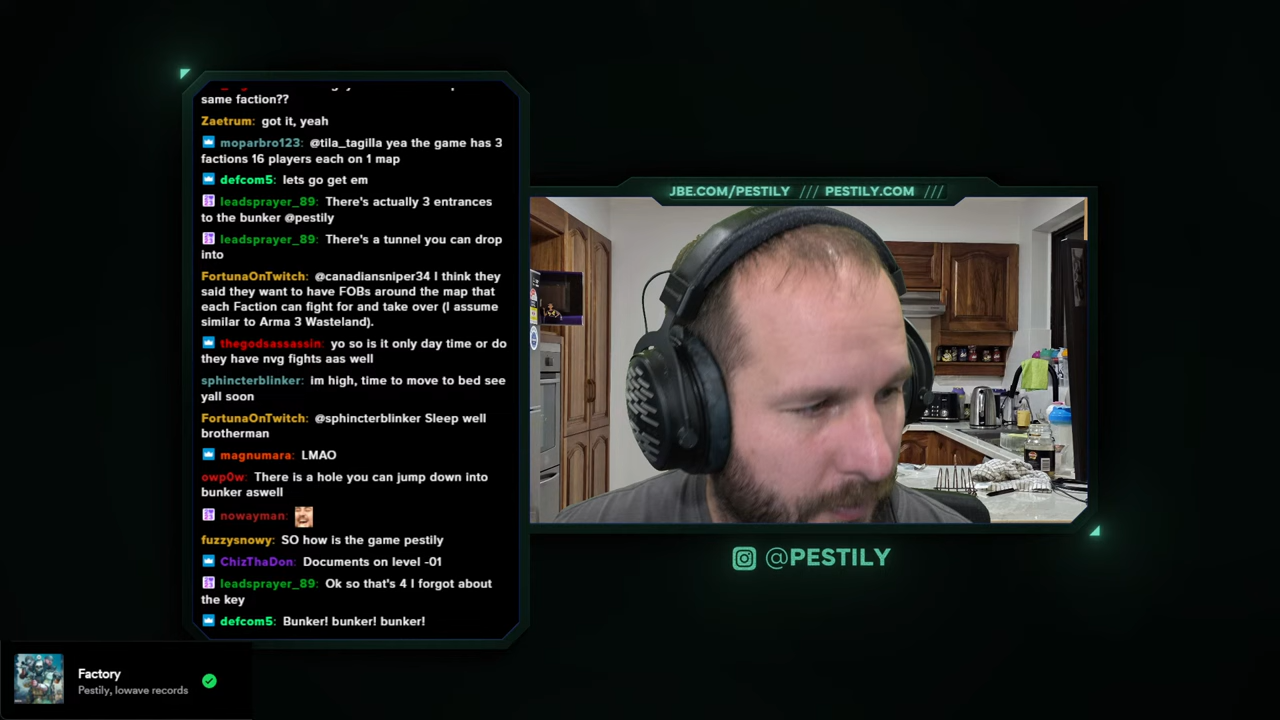 same faction??
Zaetrum: got it, yeah
moparbro123: @tila_tagilla yea the game has 3
factions 16 players each on 1 map
defcom5: lets go get em
leadsprayer_89: There's actually 3 entrances
to the bunker @pestily
leadsprayer_89: There's a tunnel you can drop
into
FortunaOnTwitch: @canadiansniper34 I think they
said they want to have FOBs around the map that
each Faction can fight for and take over (I assume
similar to Arma 3 Wasteland).
thegodsassassin: yo so is it only day time or do
they have nvg fights aas well
sphincterblinker: im high, time to move to bed see
yall soon
FortunaOnTwitch: @sphincterblinker Sleep well
brotherman
magnumara: LMAO
owp0w: There is a hole you can jump down into
bunker aswell
nowayman:
fuzzysnowy: SO how is the game pestily
ChizThaDon: Documents on level -01
leadsprayer_89: Ok so that's 4 I forgot about
the key
defcom5: Bunker! bunker! bunker!
JBE.COM/PESTILY /// PESTILY.COM ///
@PESTILY
Factory
Pestily, lowave records